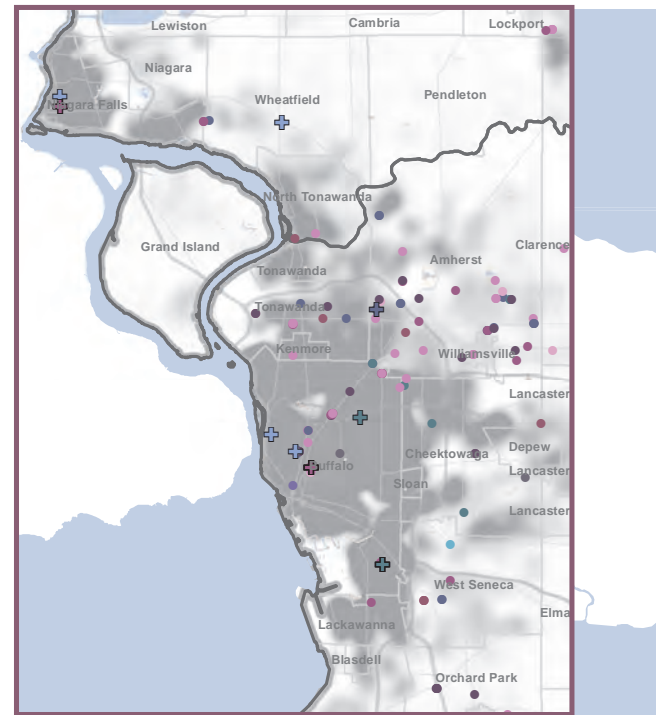 Lewiston
Cambria
Lockport
Niagara
Niagara Falls
Wheatfield
Pendleton
North Tonawanda
Grand Island
Clarence
Amherst
Tonawanda
Tonawanda
Kenmore
Williamsville
Lancaster
Depew
Cheektowaga
Buffalo
Lancaster
Sloan
Lancaster
West Seneca
Elma
Lackawanna
Blasdell
Orchard Park